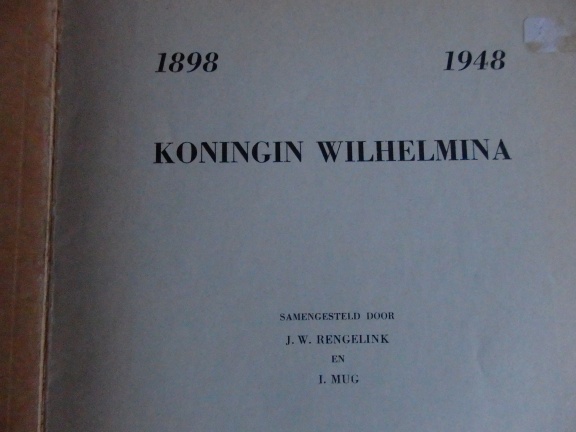 1898 1948
KONINGIN WILHELMINA
SAMENGESTELD DOOR
J. W. RENGELINK
EN
I. MUG